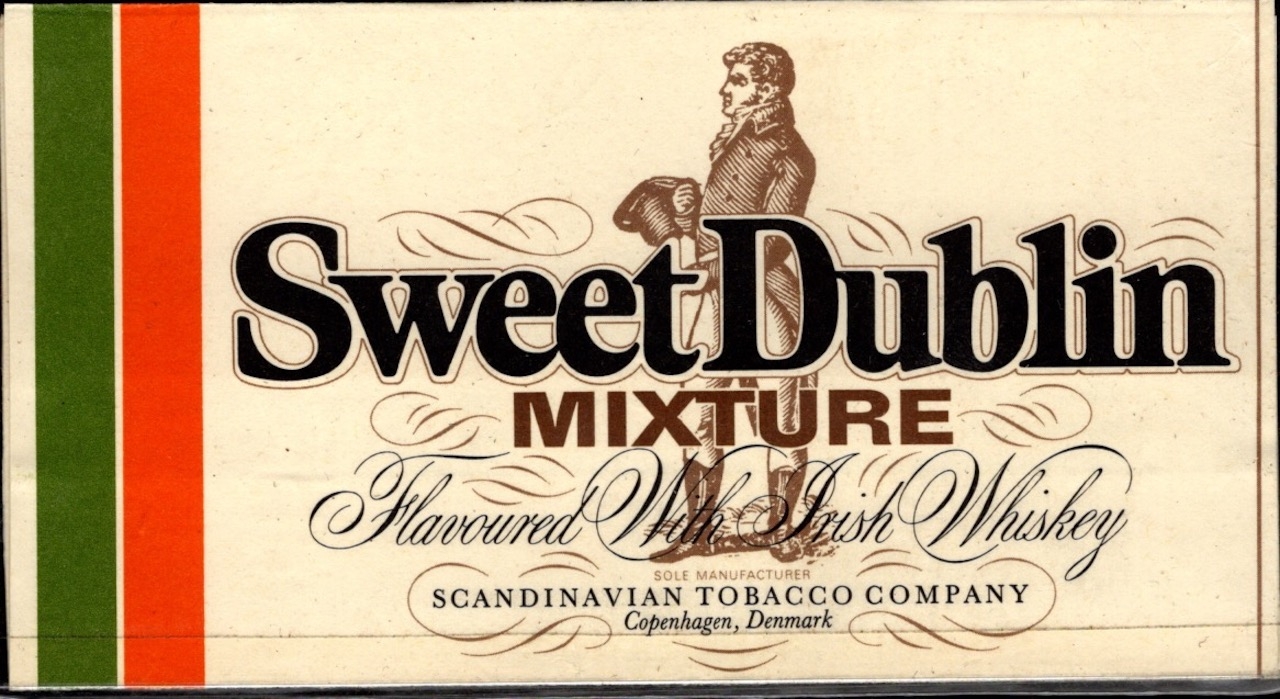 Sweet Dublin
MIXTURE
Flavoured With Irish Whiskey
SOLE MANUFACTURER
SCANDINAVIAN TOBACCO COMPANY
Copenhagen, Denmark